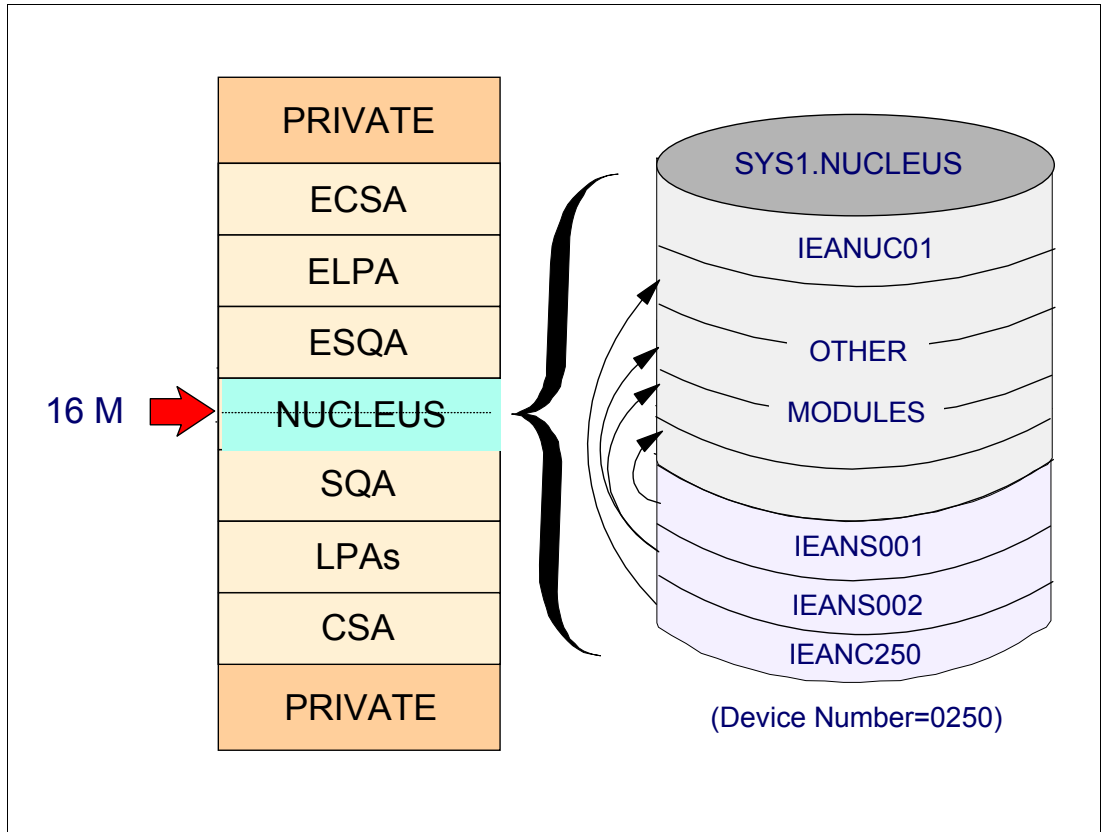 PRIVATE
ECSA
ELPA
ESQA
16 M
NUCLEUS
SQA
LPAs
CSA
PRIVATE
SYS1.NUCLEUS
IEANUC01
OTHER
MODULES
IEANS001
IEANS002
IEANC250
(Device Number=0250)